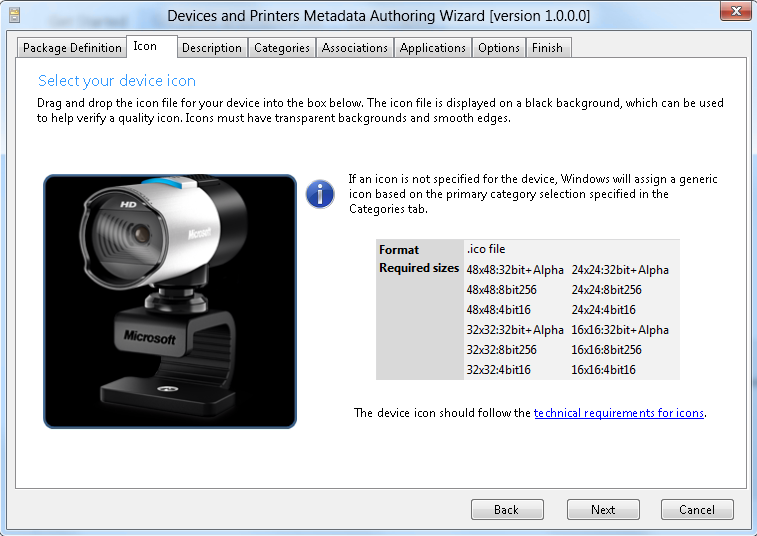 Devices and Printers Metadata Authoring Wizard [version 1.0.0.0]
Package Definition Icon Description Categories Associations Applications Options Finish
Select your device icon
Drag and drop the icon file for your device into the box below. The icon file is displayed on a black background, which can be used
to help verify a quality icon. Icons must have transparent backgrounds and smooth edges.
HD
Microsoft
Microsoft
If an icon is not specified for the device, Windows will assign a generic
icon based on the primary category selection specified in the
Categories tab.
Format .ico file
Required sizes 48x48:32bit+Alpha 24x24:32bit+Alpha
48x48:8bit256 24x24:8bit256
48x48:4bit16 24x24:4bit16
32x32:32bit+Alpha 16x16:32bit+Alpha
32x32:8bit256 16x16:8bit256
32x32:4bit16 16x16:4bit16
The device icon should follow the technical requirements for icons.
Back Next Cancel